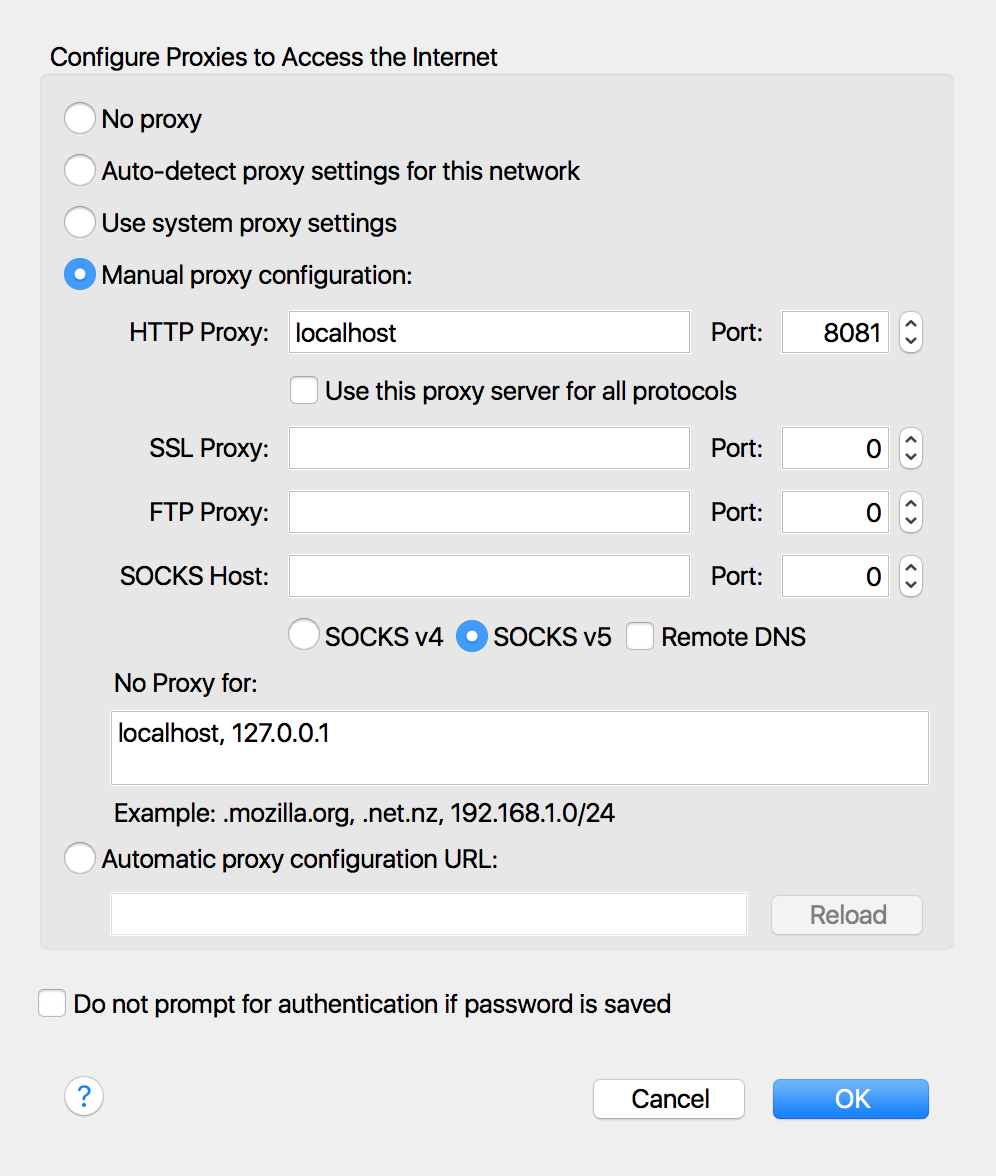 Configure Proxies to Access the Internet
No proxy
Auto-detect proxy settings for this network
Use system proxy settings
Manual proxy configuration:
HTTP Proxy: localhost Port: 8081
Use this proxy server for all protocols
SSL Proxy: Port: 0
FTP Proxy: Port: 0
SOCKS Host: Port: 0
SOCKS v4 SOCKS v5 Remote DNS
No Proxy for:
localhost, 127.0.0.1
Example: .mozilla.org, .net.nz, 192.168.1.0/24
Automatic proxy configuration URL:
Reload
Do not prompt for authentication if password is saved
? Cancel OK